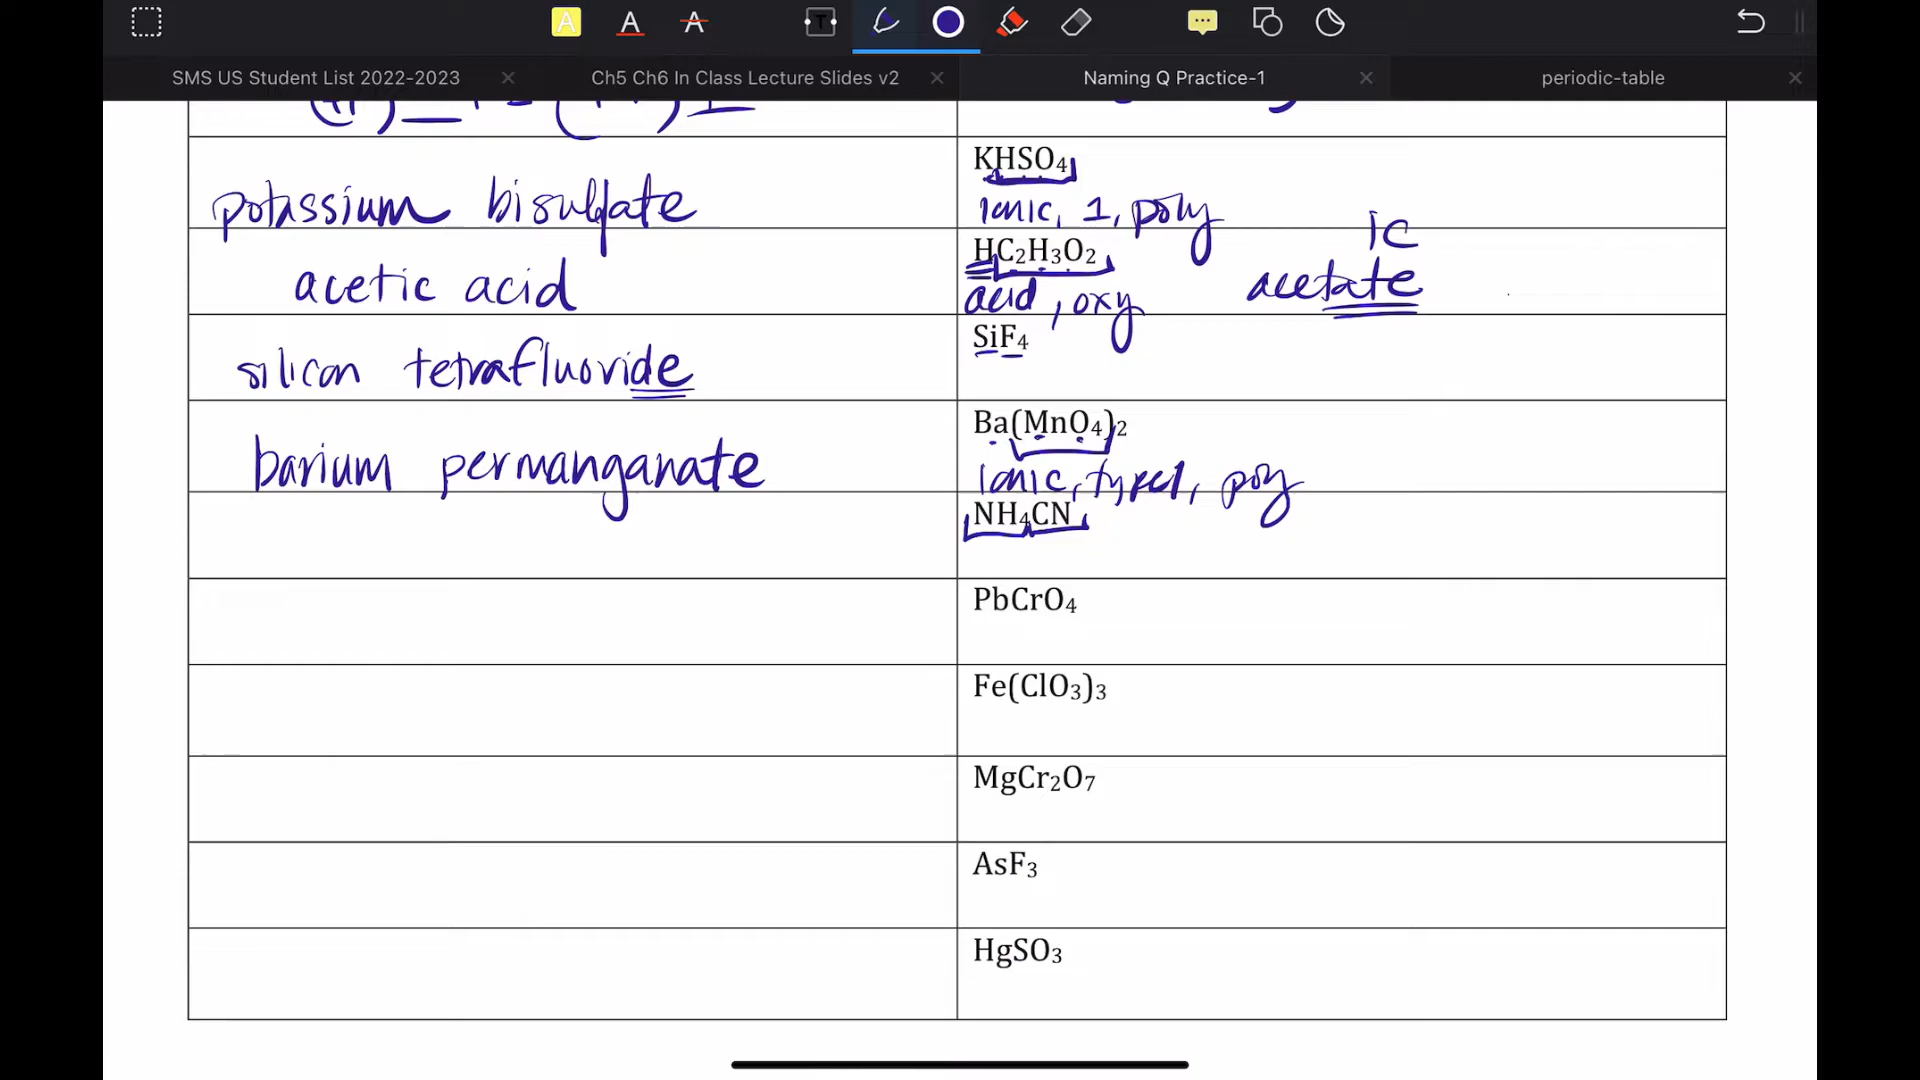 SMS US Student List 2022-2023
Ch5 Ch6 In Class Lecture Slides v2
Naming Q Practice-1
periodic-table
KHSO₄
potassium bisulfate
ionic, 1, poly
HC₂H₃O₂
ic
acetic acid
acid, oxy
acetate
SiF₄
silicon tetrafluoride
Ba(MnO₄)₂
barium permanganate
ionic, type1, poy
NH₄CN
PbCrO₄
Fe(ClO₃)₃
MgCr₂O₇
AsF₃
HgSO₃